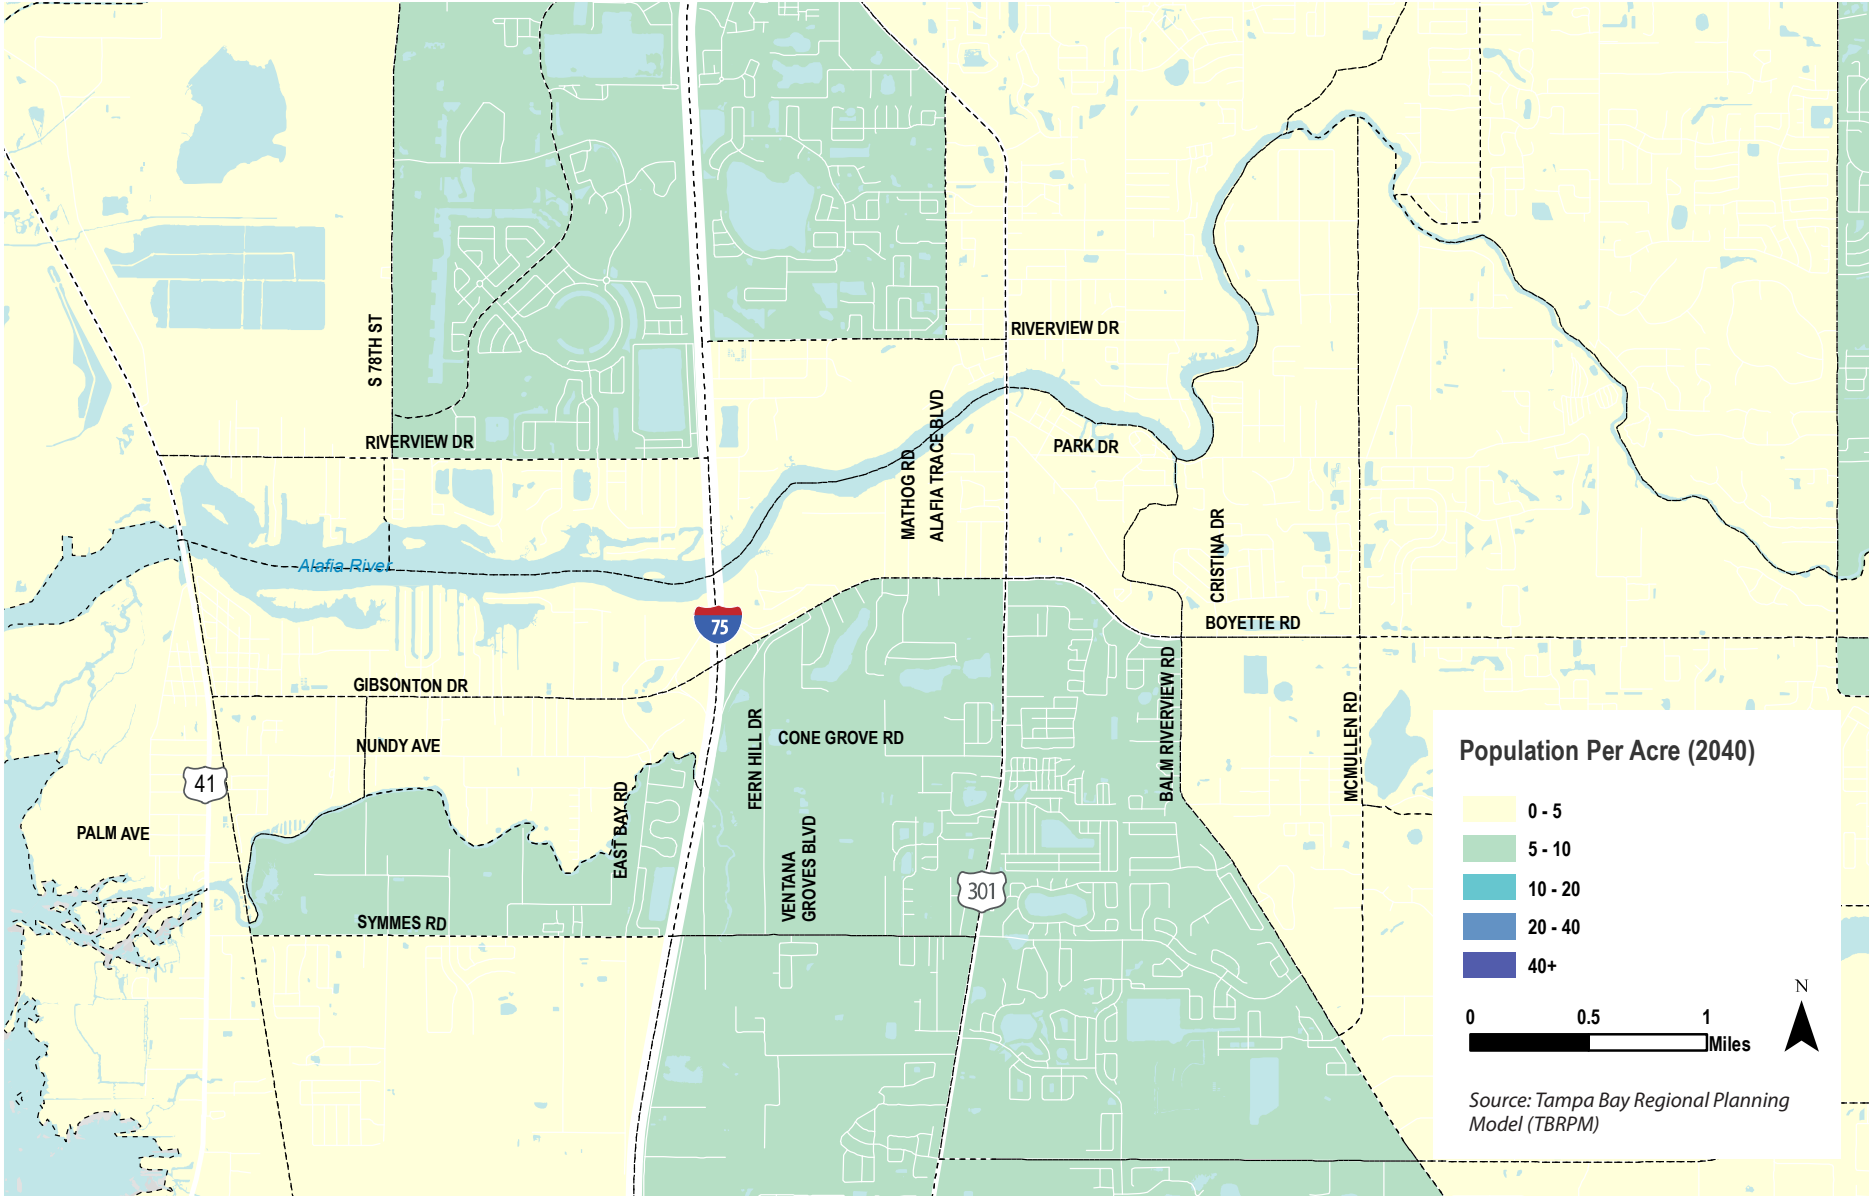 RIVERVIEW DR
S 78TH ST
RIVERVIEW DR
MATHOG RD
ALAFIA TRACE BLVD
PARK DR
Alafia River
CRISTINA DR
75
BOYETTE RD
GIBSONTON DR
NUNDY AVE
FERN HILL DR
CONE GROVE RD
BALM RIVERVIEW RD
MCMULLEN RD
41
PALM AVE
EAST BAY RD
VENTANA
GROVES BLVD
301
SYMMES RD
Population Per Acre (2040)
0 - 5
5 - 10
10 - 20
20 - 40
40+
N
0 0.5 1
Miles
Source: Tampa Bay Regional Planning
Model (TBRPM)